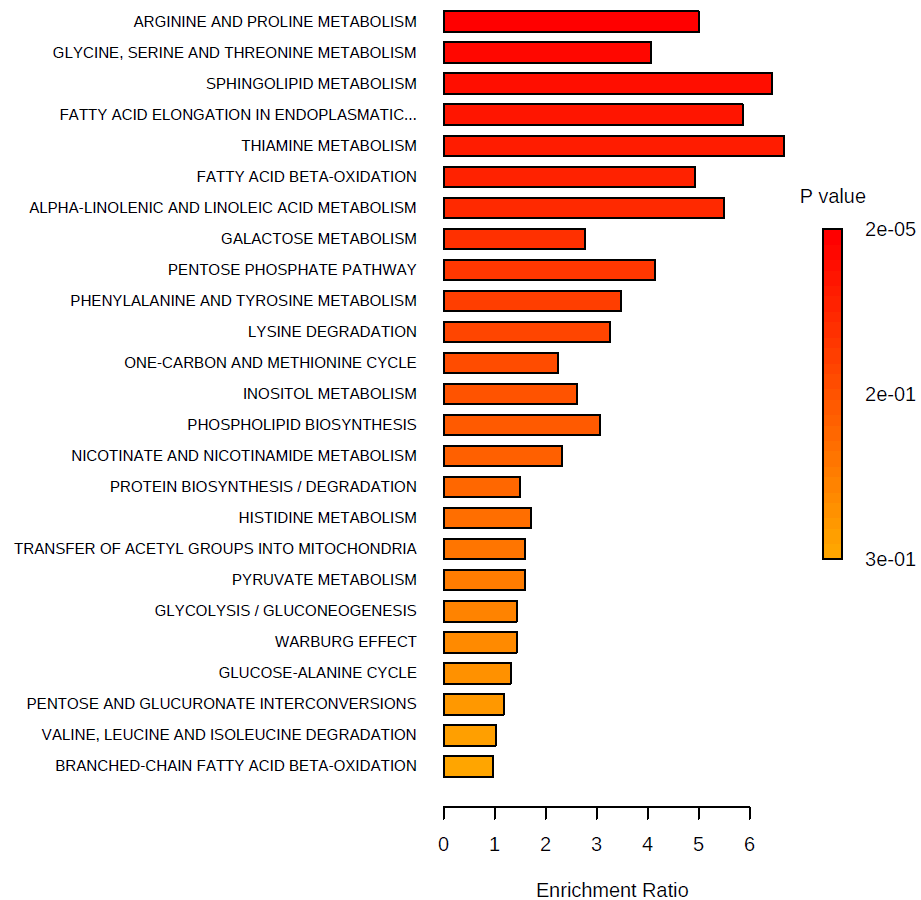 ARGININE AND PROLINE METABOLISM
GLYCINE, SERINE AND THREONINE METABOLISM
SPHINGOLIPID METABOLISM
FATTY ACID ELONGATION IN ENDOPLASMATIC...
THIAMINE METABOLISM
FATTY ACID BETA-OXIDATION
ALPHA-LINOLENIC AND LINOLEIC ACID METABOLISM
GALACTOSE METABOLISM
PENTOSE PHOSPHATE PATHWAY
PHENYLALANINE AND TYROSINE METABOLISM
LYSINE DEGRADATION
ONE-CARBON AND METHIONINE CYCLE
INOSITOL METABOLISM
PHOSPHOLIPID BIOSYNTHESIS
NICOTINATE AND NICOTINAMIDE METABOLISM
PROTEIN BIOSYNTHESIS / DEGRADATION
HISTIDINE METABOLISM
TRANSFER OF ACETYL GROUPS INTO MITOCHONDRIA
PYRUVATE METABOLISM
GLYCOLYSIS / GLUCONEOGENESIS
WARBURG EFFECT
GLUCOSE-ALANINE CYCLE
PENTOSE AND GLUCURONATE INTERCONVERSIONS
VALINE, LEUCINE AND ISOLEUCINE DEGRADATION
BRANCHED-CHAIN FATTY ACID BETA-OXIDATION
0 1 2 3 4 5 6
Enrichment Ratio
P value
2e-05
2e-01
3e-01